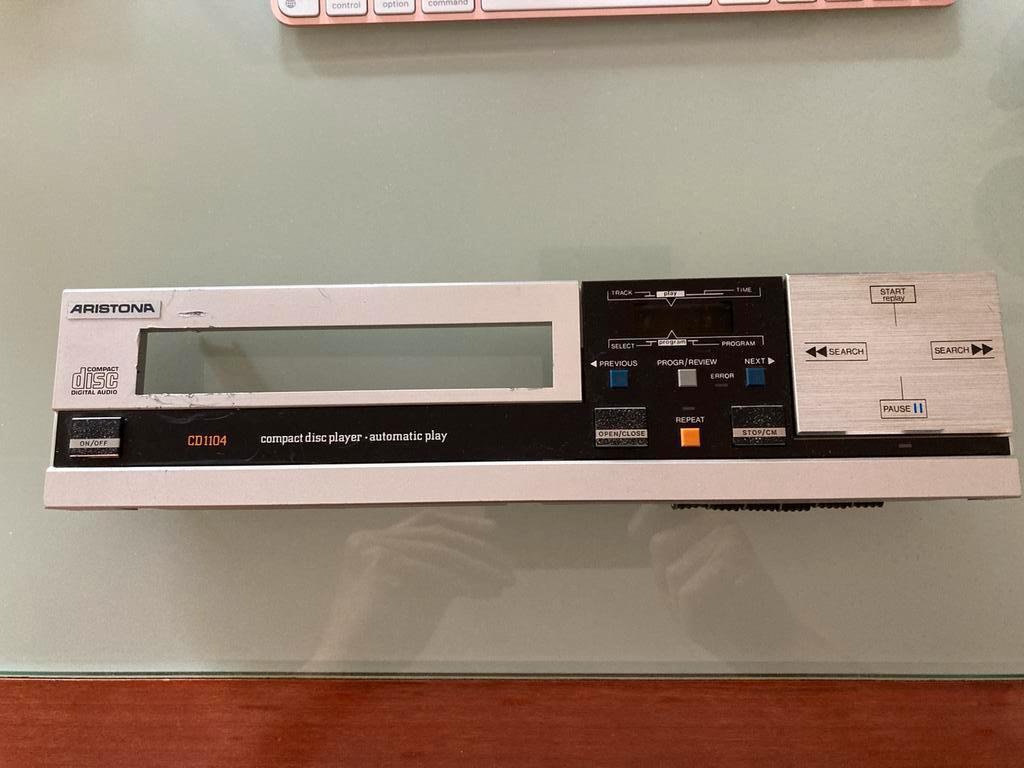 control
option
command
ARISTONA
COMPACT
disc
DIGITAL AUDIO
ON/OFF
CD1104
compact disc player · automatic play
TRACK play TIME
SELECT program PROGRAM
◀ PREVIOUS PROGR/REVIEW NEXT ▶
ERROR
REPEAT
OPEN/CLOSE
STOP/CM
START
replay
◀◀ SEARCH
SEARCH ▶▶
PAUSE